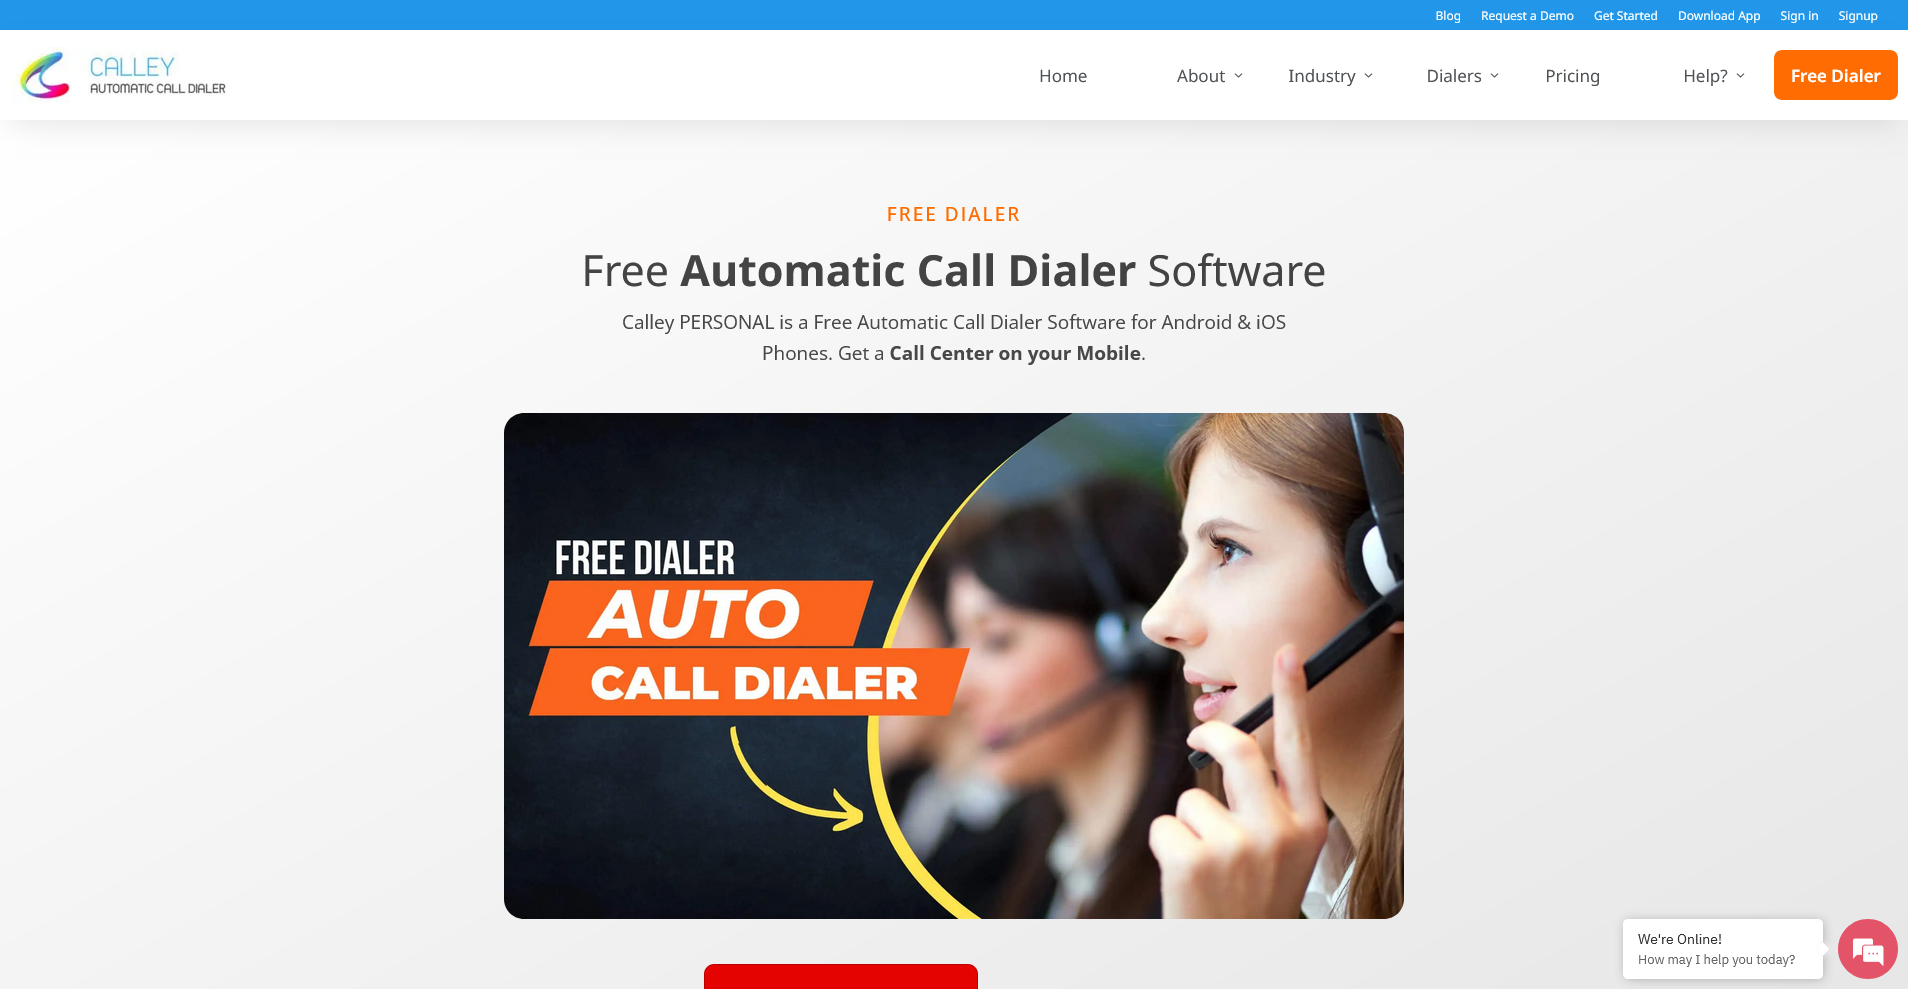 Blog Request a Demo Get Started Download App Sign in Signup
CALLEY
AUTOMATIC CALL DIALER
Home About Industry Dialers Pricing Help? Free Dialer
FREE DIALER
Free Automatic Call Dialer Software
Calley PERSONAL is a Free Automatic Call Dialer Software for Android & iOS
Phones. Get a Call Center on your Mobile.
FREE DIALER
AUTO
CALL DIALER
We're Online!
How may I help you today?